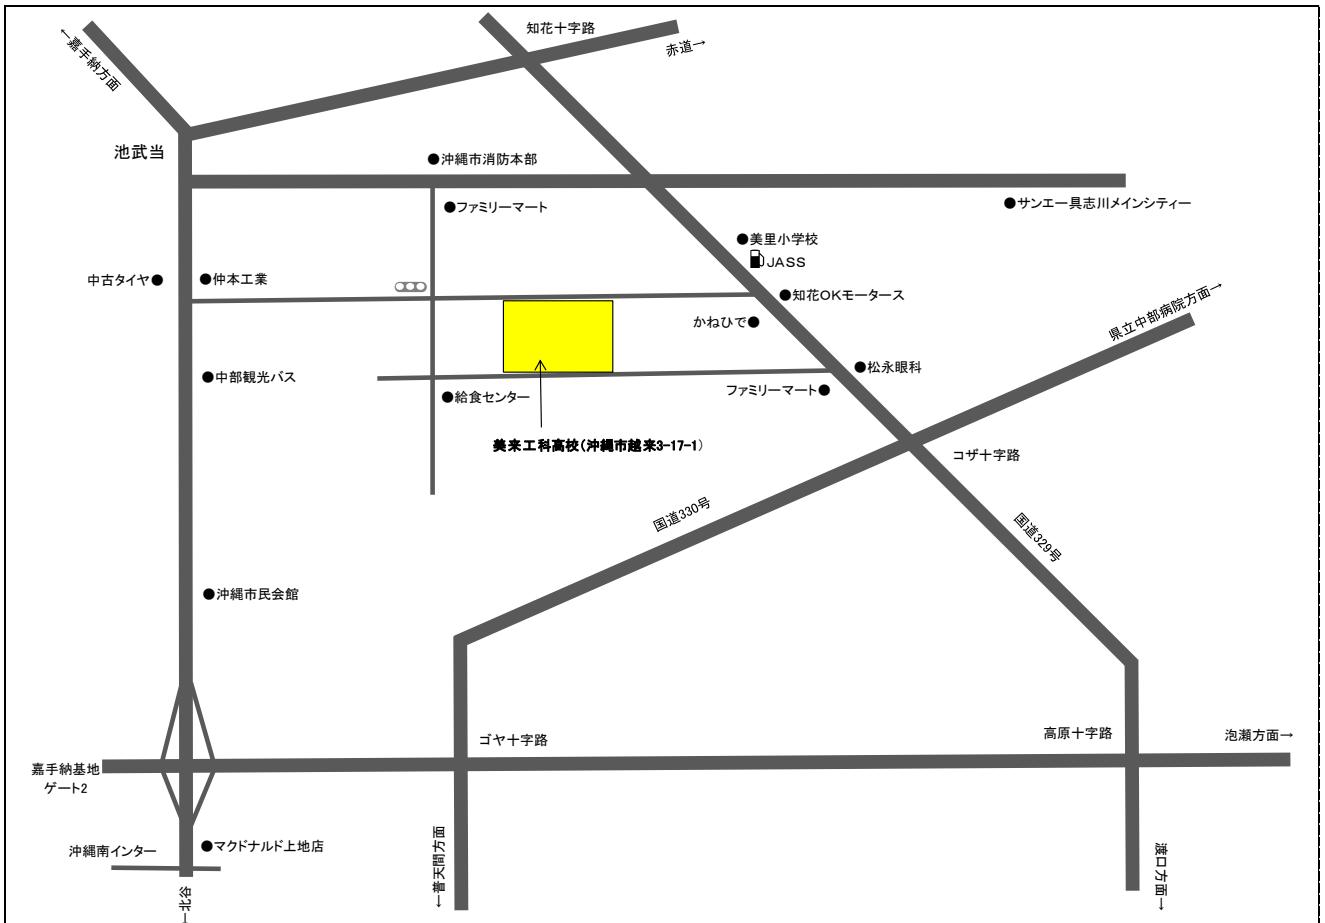 知花十字路
←嘉手納方面
赤道→
池武当
●沖縄市消防本部
●ファミリーマート
●サンエー具志川メインシティー
●美里小学校
JASS
中古タイヤ●
●仲本工業
●知花OKモータース
かねひで●
県立中部病院方面→
●中部観光バス
●松永眼科
ファミリーマート●
●給食センター
美来工科高校(沖縄市越来3-17-1)
コザ十字路
国道330号
国道329号
●沖縄市民会館
ゴヤ十字路
高原十字路
泡瀬方面→
嘉手納基地
ゲート2
沖縄南インター
●マクドナルド上地店
←普天間方面
渡口方面→
←北谷